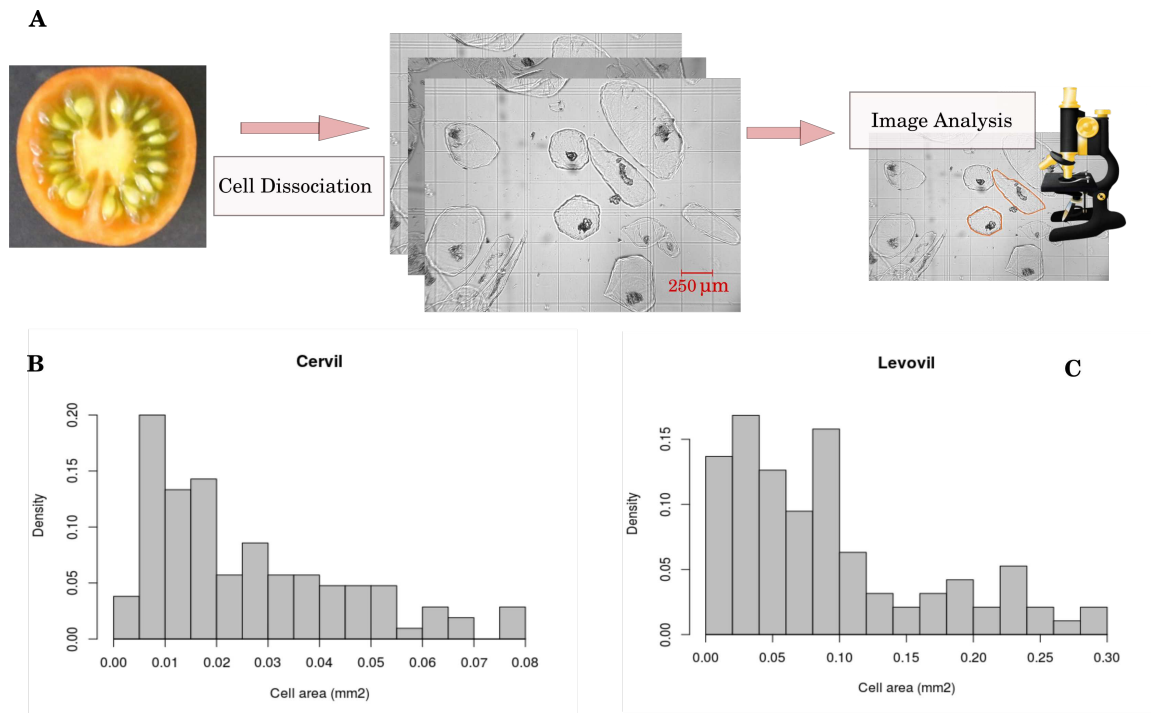 A
Cell Dissociation
250 µm
Image Analysis
B
Cervil
Density
0.00 0.05 0.10 0.15 0.20
0.00 0.01 0.02 0.03 0.04 0.05 0.06 0.07 0.08
Cell area (mm2)
C
Levovil
Density
0.00 0.05 0.10 0.15
0.00 0.05 0.10 0.15 0.20 0.25 0.30
Cell area (mm2)